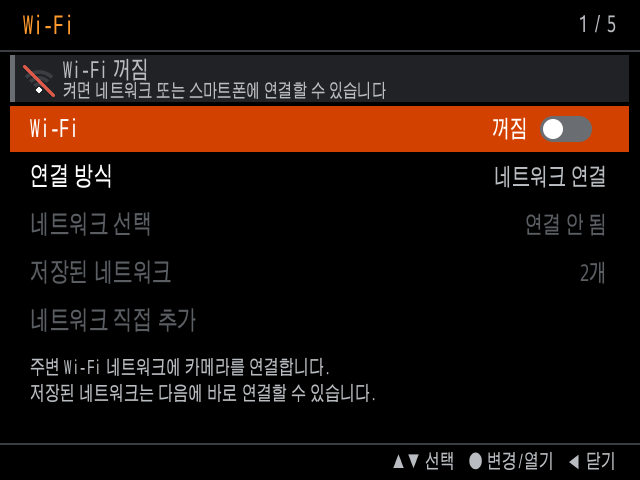 Wi-Fi
1 / 5
Wi-Fi 꺼짐
켜면 네트워크 또는 스마트폰에 연결할 수 있습니다
Wi-Fi 꺼짐
연결 방식 네트워크 연결
네트워크 선택 연결 안 됨
저장된 네트워크 2개
네트워크 직접 추가
주변 Wi-Fi 네트워크에 카메라를 연결합니다.
저장된 네트워크는 다음에 바로 연결할 수 있습니다.
▲▼ 선택 ● 변경/열기 ◀ 닫기